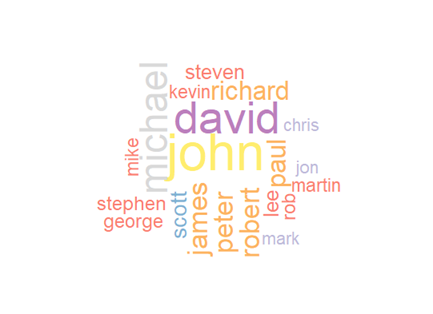 steven
kevin
richard
michael
david
chris
john
mike
paul
jon
martin
stephen
scott
james
peter
robert
lee
rob
george
mark